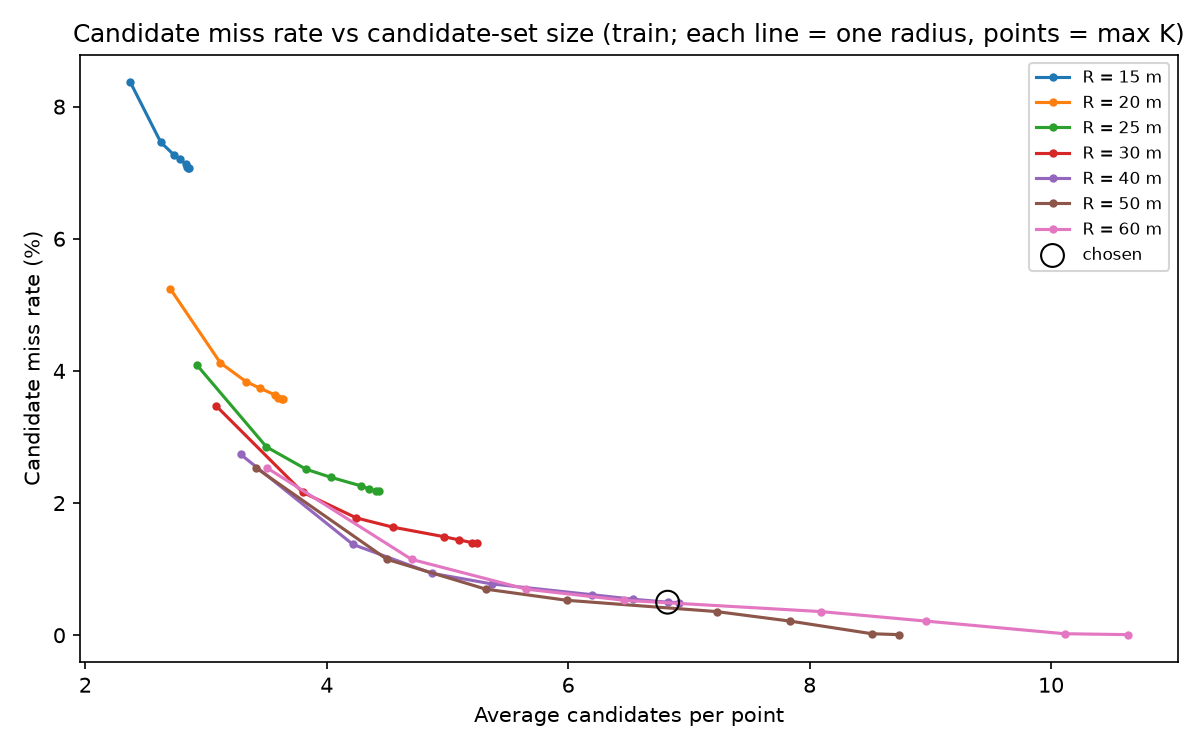 Candidate miss rate vs candidate-set size (train; each line = one radius, points = max K)
Candidate miss rate (%)
8
6
4
2
0
2
4
6
8
10
Average candidates per point
R = 15 m
R = 20 m
R = 25 m
R = 30 m
R = 40 m
R = 50 m
R = 60 m
chosen